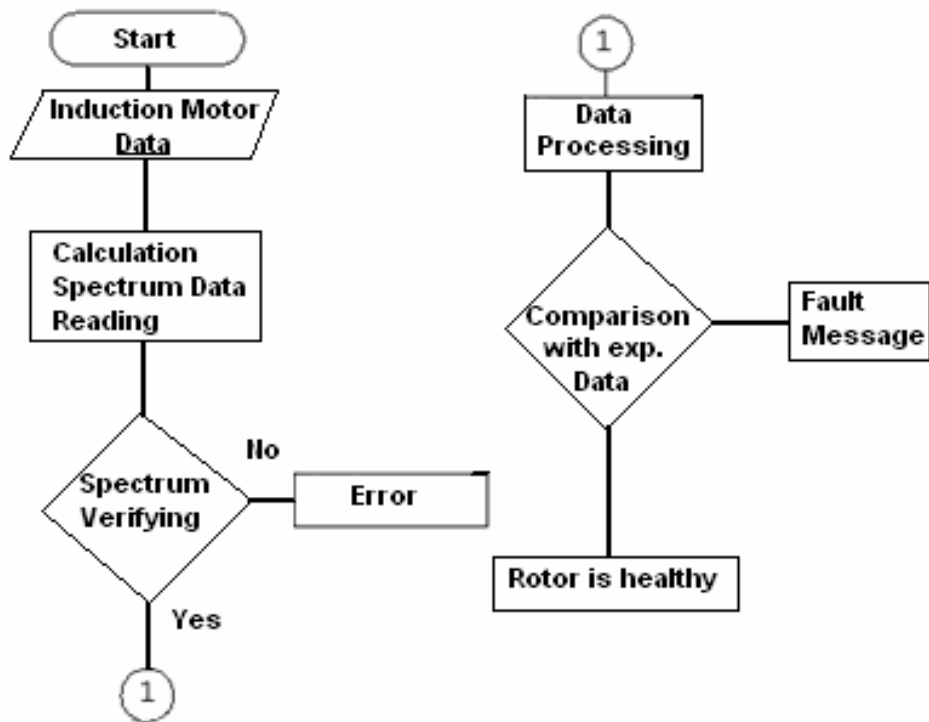 Start
Induction Motor
Data
Calculation
Spectrum Data
Reading
Spectrum
Verifying
No
Error
Yes
1
1
Data
Processing
Comparison
with exp.
Data
Fault
Message
Rotor is healthy